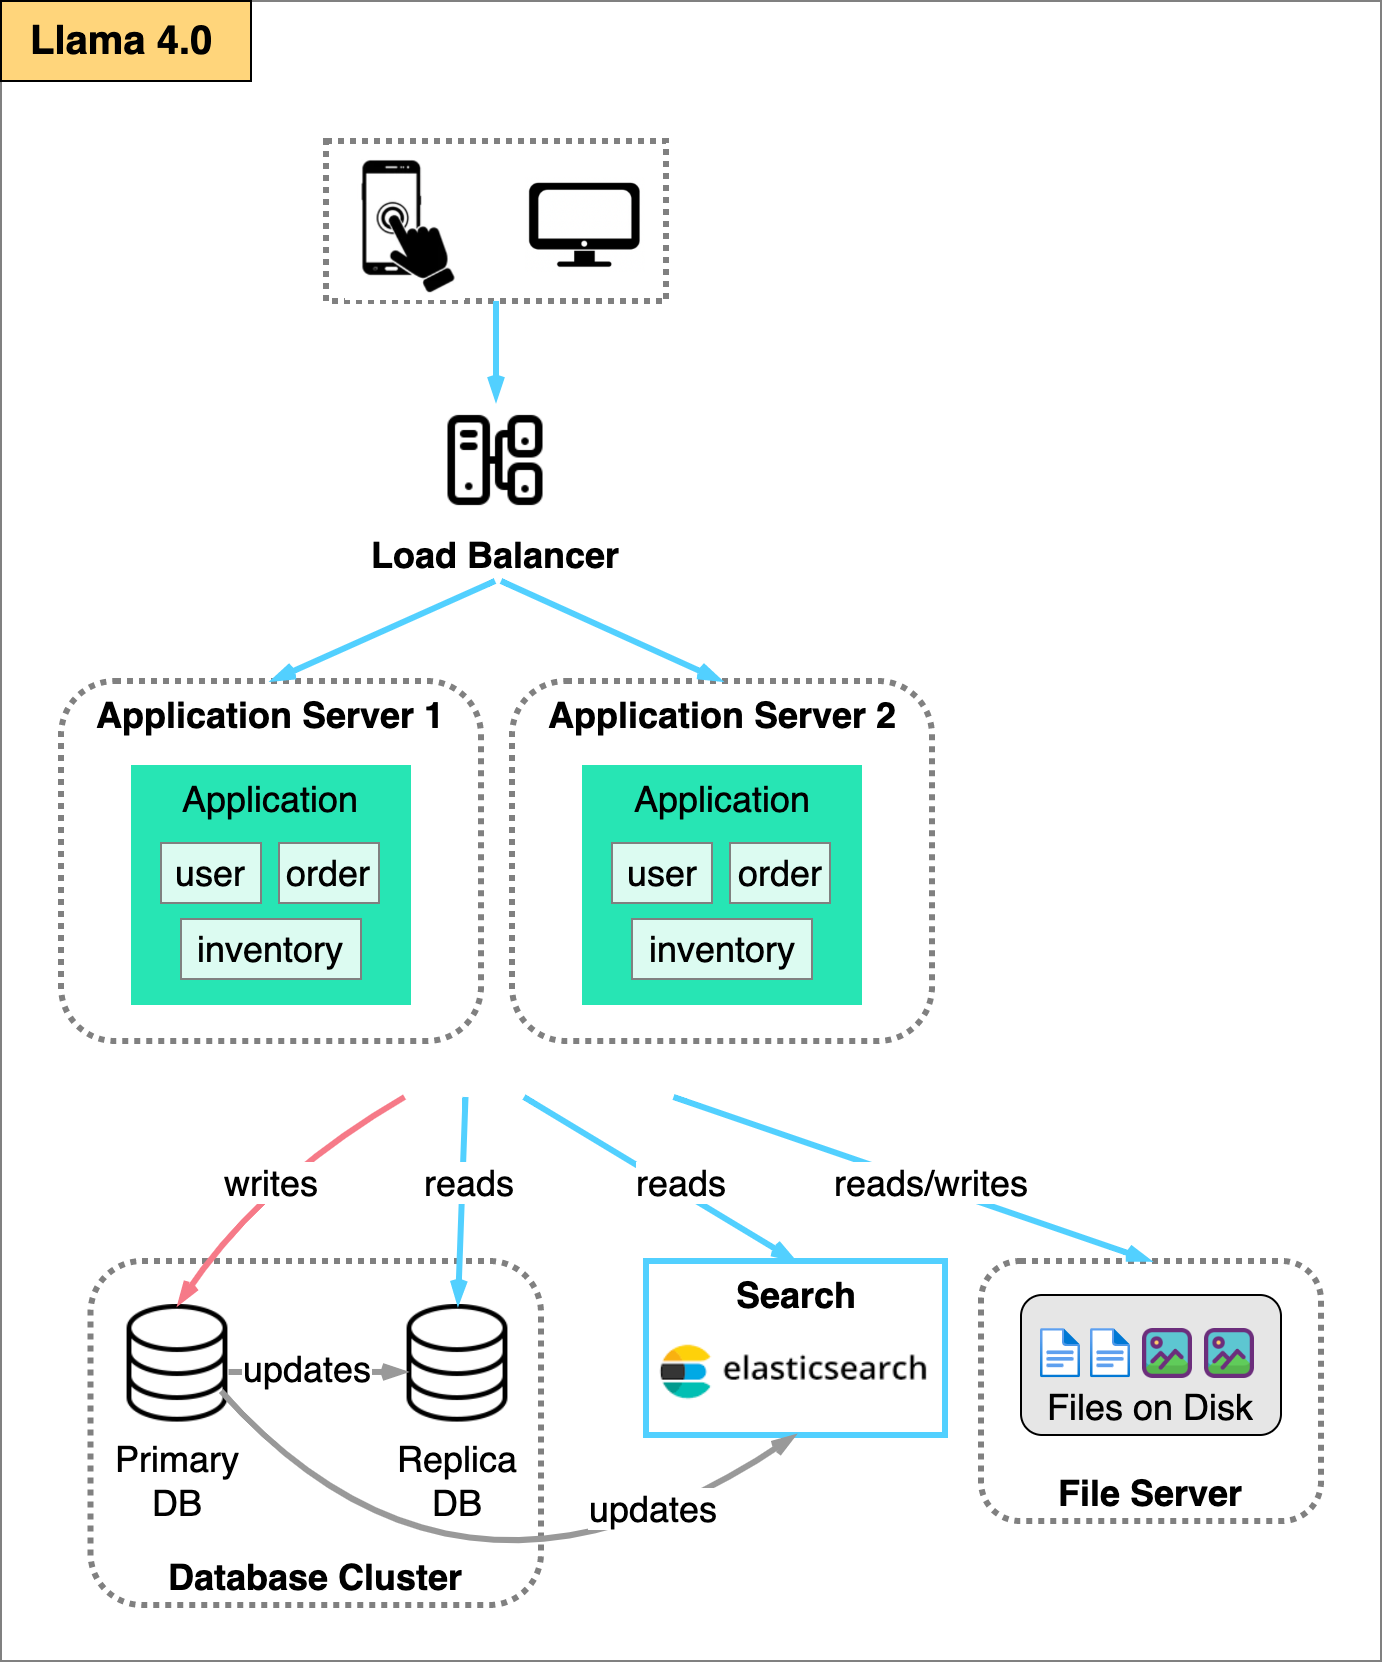 Llama 4.0
Load Balancer
Application Server 1
Application
user
order
inventory
Application Server 2
Application
user
order
inventory
writes
reads
reads
reads/writes
updates
Primary
DB
Replica
DB
updates
Database Cluster
Search
elasticsearch
Files on Disk
File Server